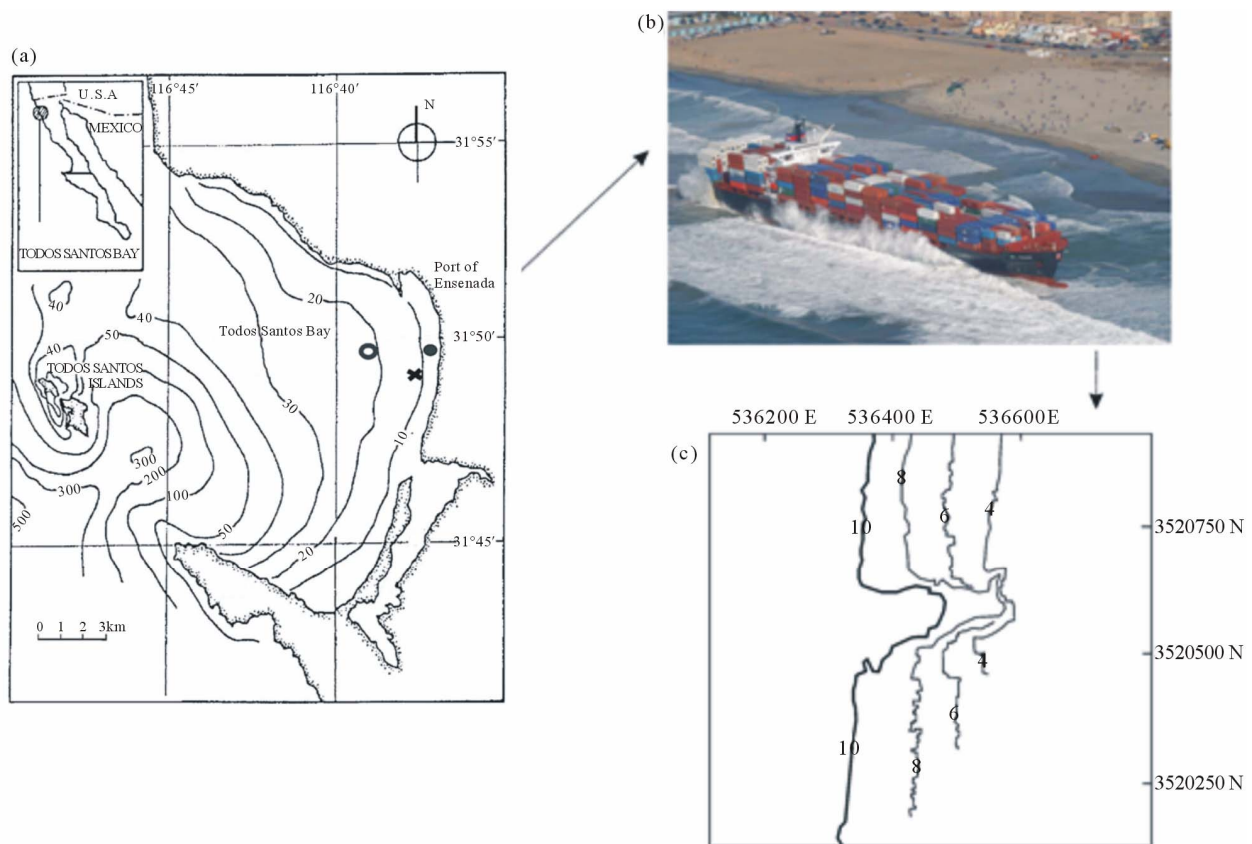 (a)
116°45′
116°40′
U.S.A
MEXICO
N
31°55′
TODOS SANTOS BAY
Port of
Ensenada
20
40
40
50
Todos Santos Bay
31°50′
40
TODOS SANTOS
ISLANDS
30
10
300
200
300
100
500
50
20
31°45′
0 1 2 3km
(b)
(c)
536200 E
536400 E
536600E
8
4
6
10
3520750 N
3520500 N
4
6
10
8
3520250 N